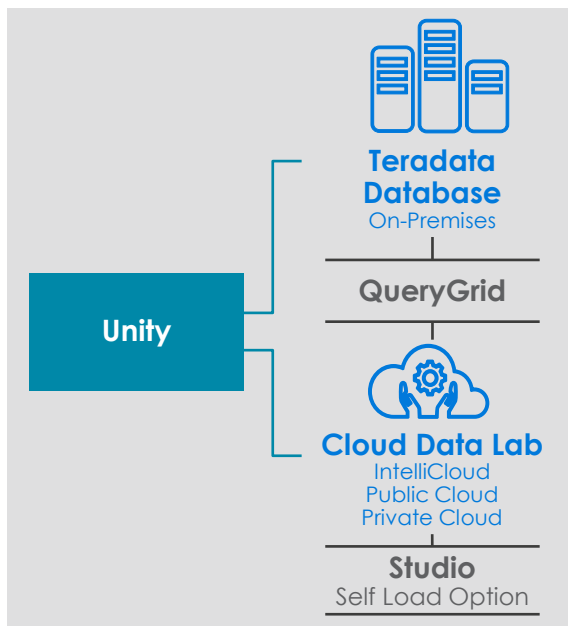 Teradata
Database
On-Premises
QueryGrid
Unity
Cloud Data Lab
IntelliCloud
Public Cloud
Private Cloud
Studio
Self Load Option